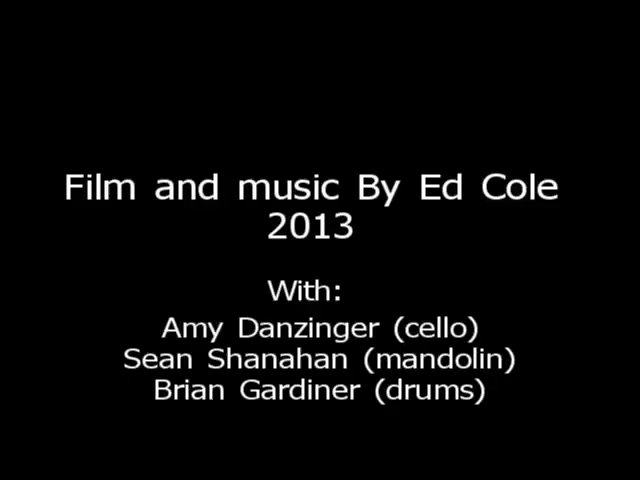 Film and music By Ed Cole
2013
With:
Amy Danzinger (cello)
Sean Shanahan (mandolin)
Brian Gardiner (drums)